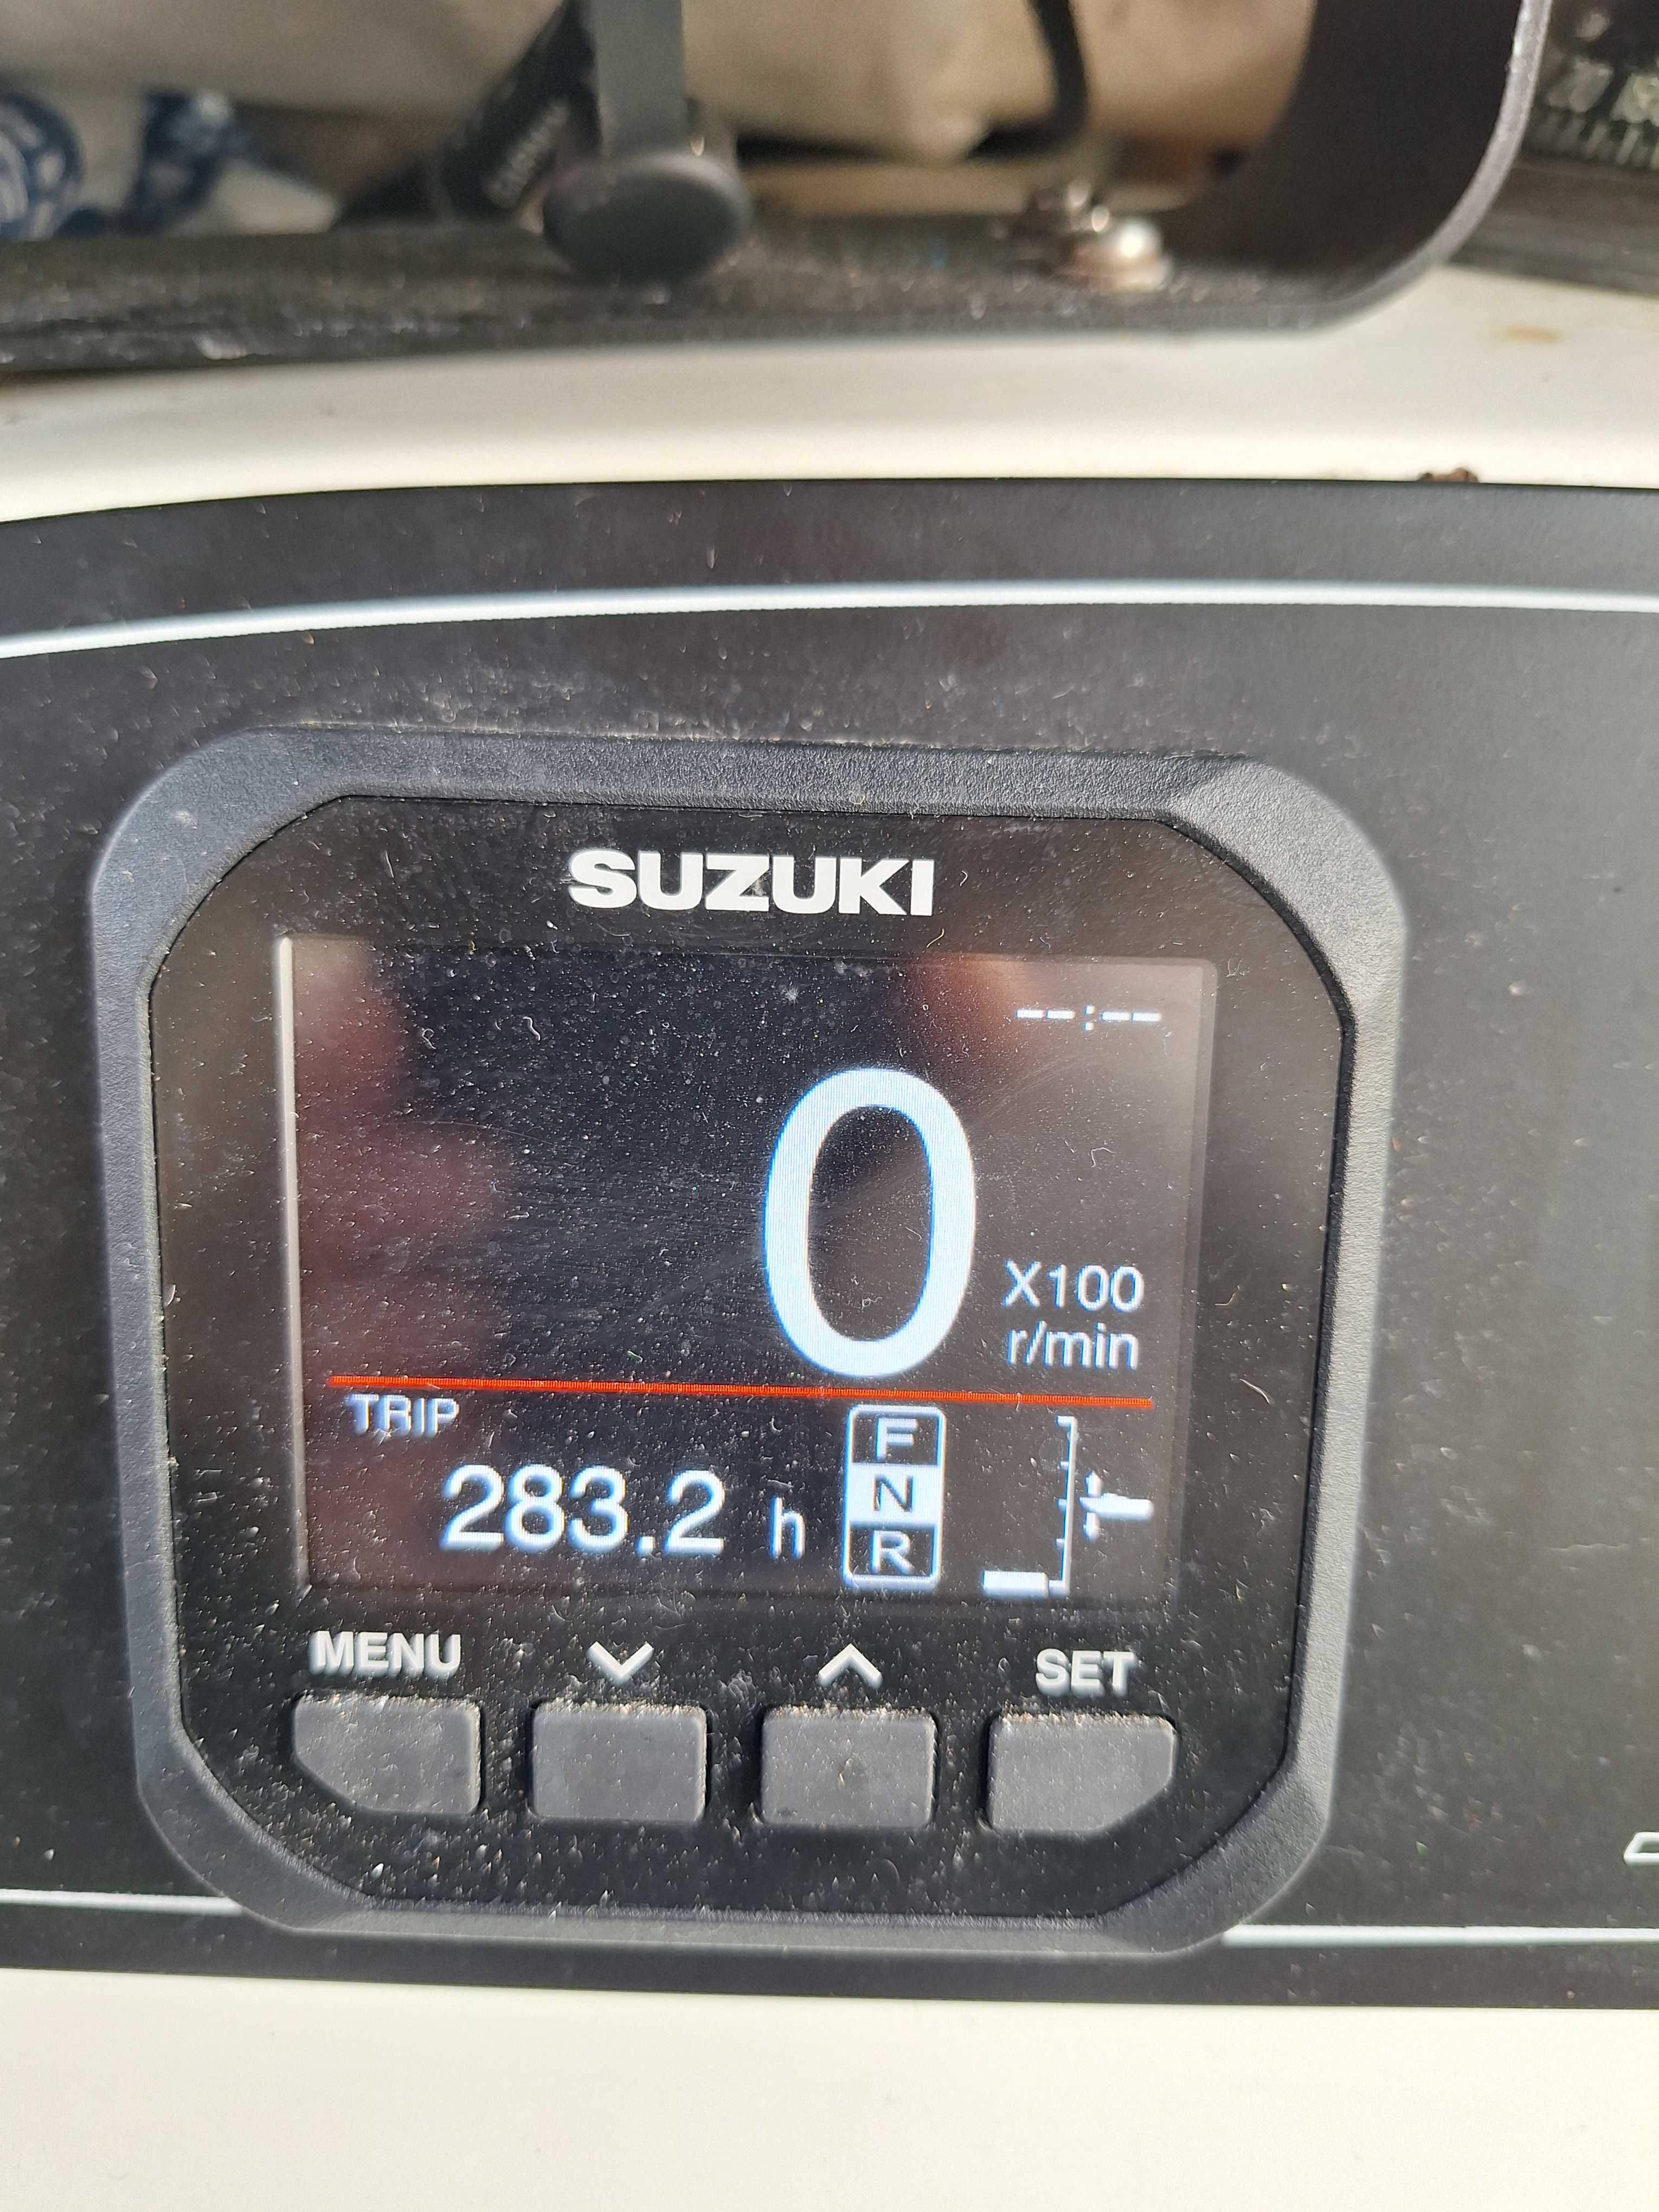 SUZUKI
--:--
0
X100
r/min
TRIP
283.2 h
F
N
R
MENU
SET